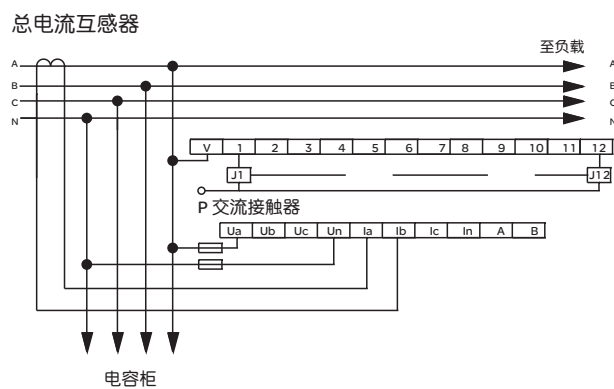 总电流互感器
至负载
A A
B B
C C
N N
V 1 2 3 4 5 6 7 8 9 10 11 12
J1 J12
P 交流接触器
Ua Ub Uc Un Ia Ib Ic In A B
电容柜